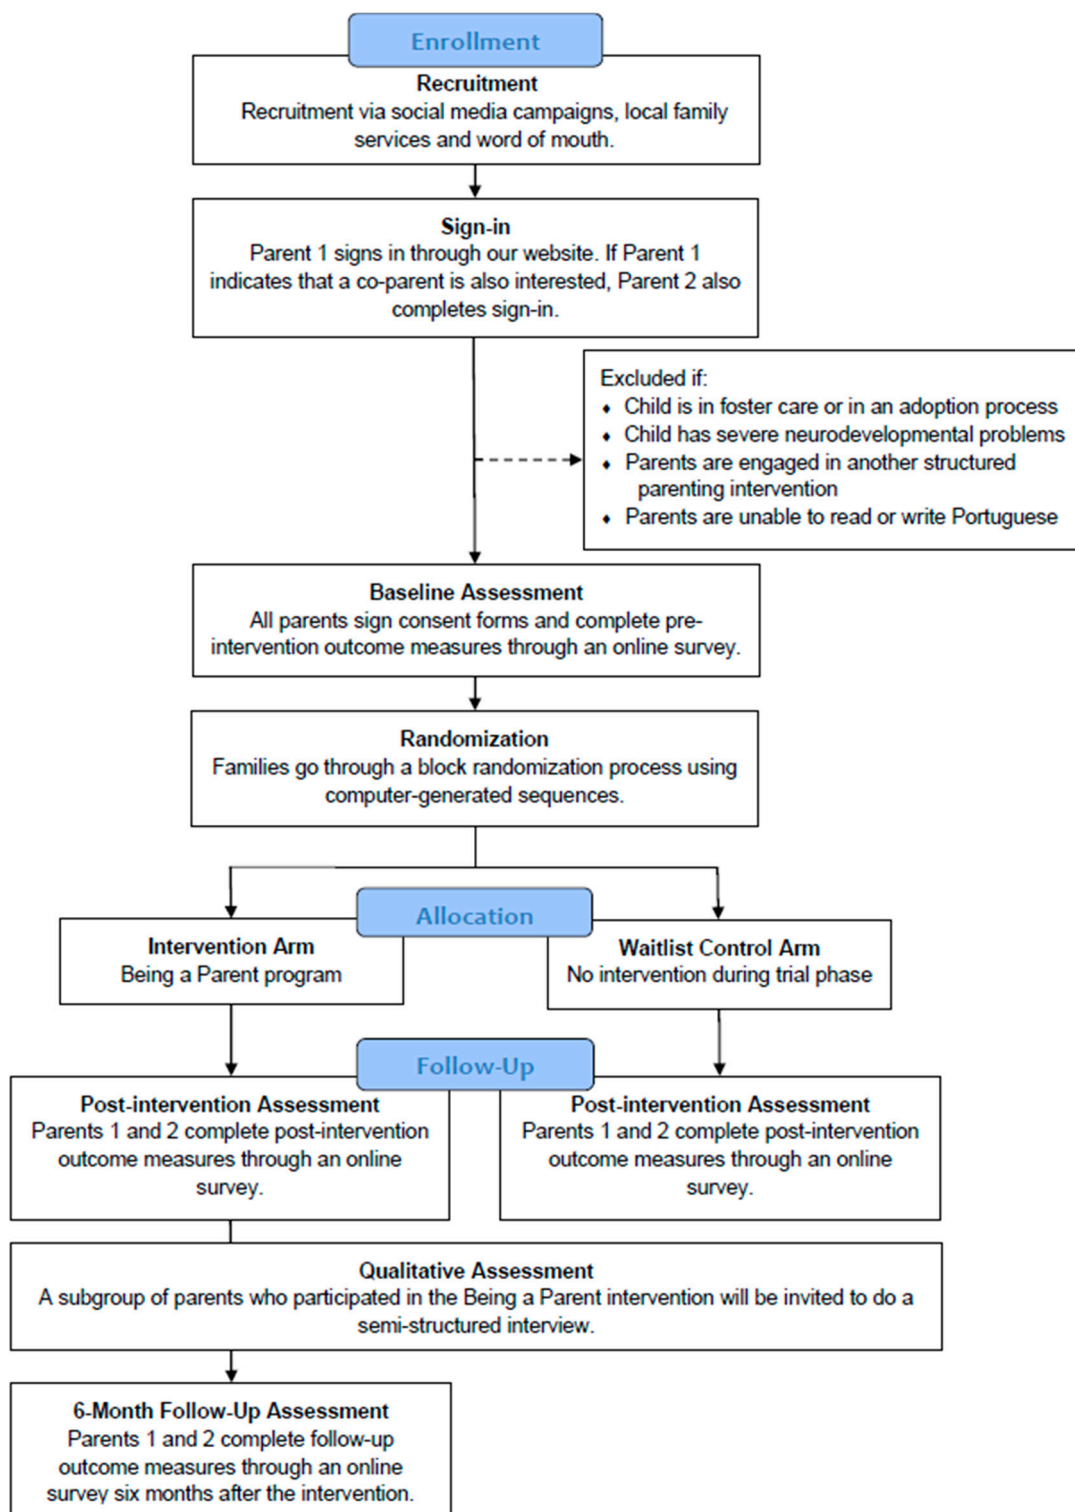 Enrollment
Recruitment
Recruitment via social media campaigns, local family
services and word of mouth.
Sign-in
Parent 1 signs in through our website. If Parent 1
indicates that a co-parent is also interested, Parent 2 also
completes sign-in.
Excluded if:
♦ Child is in foster care or in an adoption process
♦ Child has severe neurodevelopmental problems
♦ Parents are engaged in another structured
parenting intervention
♦ Parents are unable to read or write Portuguese
Baseline Assessment
All parents sign consent forms and complete pre-
intervention outcome measures through an online survey.
Randomization
Families go through a block randomization process using
computer-generated sequences.
Allocation
Intervention Arm
Being a Parent program
Waitlist Control Arm
No intervention during trial phase
Follow-Up
Post-intervention Assessment
Parents 1 and 2 complete post-intervention
outcome measures through an online
survey.
Post-intervention Assessment
Parents 1 and 2 complete post-intervention
outcome measures through an online
survey.
Qualitative Assessment
A subgroup of parents who participated in the Being a Parent intervention will be invited to do a
semi-structured interview.
6-Month Follow-Up Assessment
Parents 1 and 2 complete follow-up
outcome measures through an online
survey six months after the intervention.